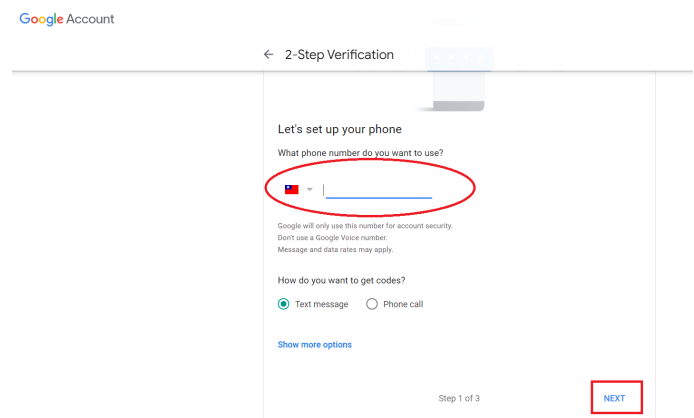 Google Account
2-Step Verification
Let's set up your phone
What phone number do you want to use?
Google will only use this number for account security.
Don't use a Google Voice number.
Message and data rates may apply.
How do you want to get codes?
Text message Phone call
Show more options
Step 1 of 3 NEXT